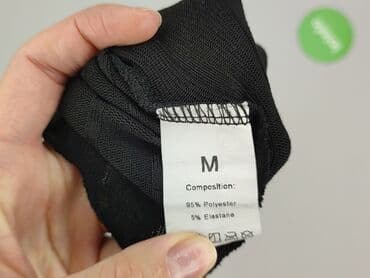 M
Composition:
95% Polyester
5% Elastane